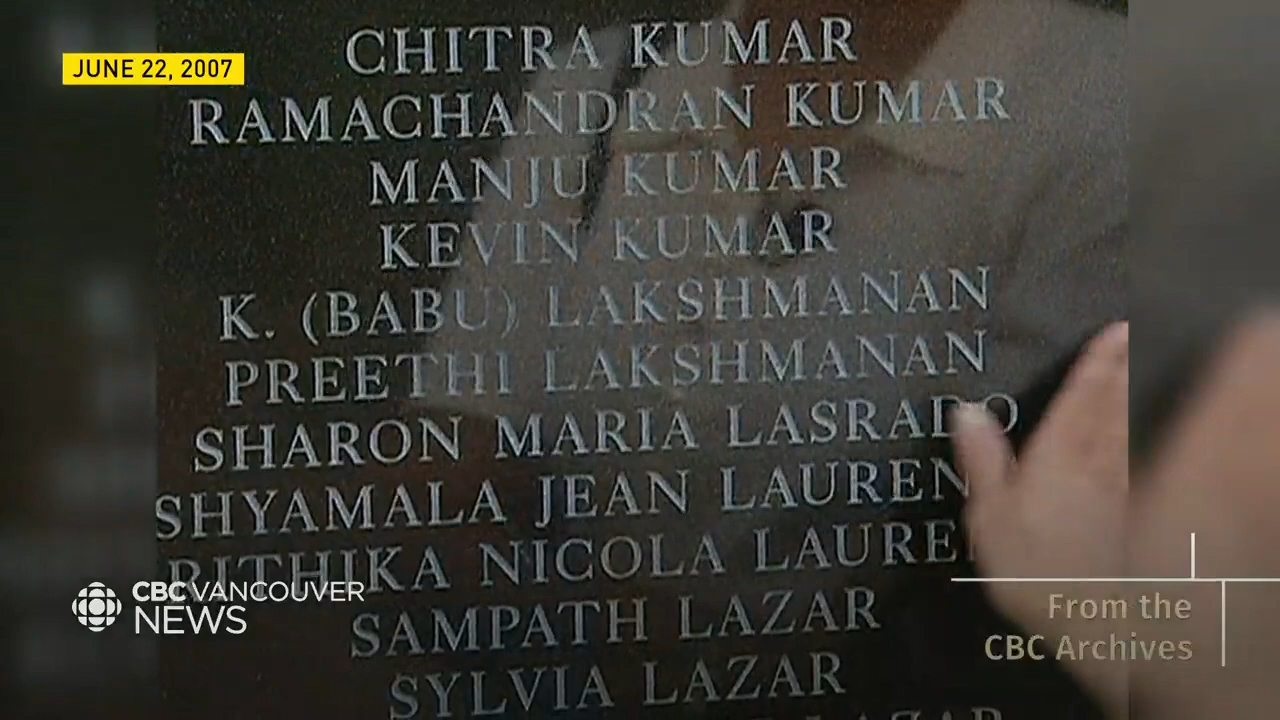 JUNE 22, 2007
CHITRA KUMAR
RAMACHANDRAN KUMAR
MANJU KUMAR
KEVIN KUMAR
K. (BABU) LAKSHMANAN
PREETHI LAKSHMANAN
SHARON MARIA LASRADO
SHYAMALA JEAN
RITHIKA NICOLA
SAMPATH LAZAR
SYLVIA LAZAR
LAZAR
CBC VANCOUVER
NEWS
From the
CBC Archives